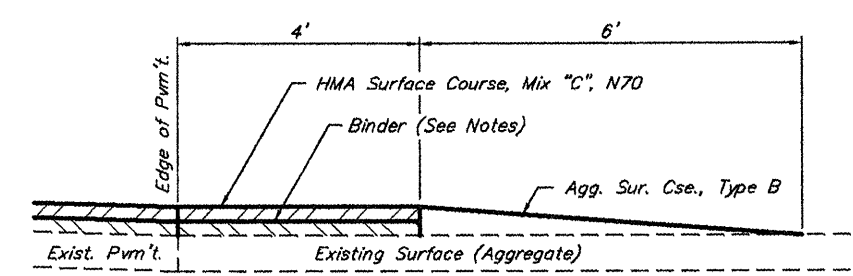 4'
6'
Edge of Pvm't.
HMA Surface Course, Mix "C", N70
Binder (See Notes)
Agg. Sur. Cse., Type B
Exist. Pvm't.
Existing Surface (Aggregate)